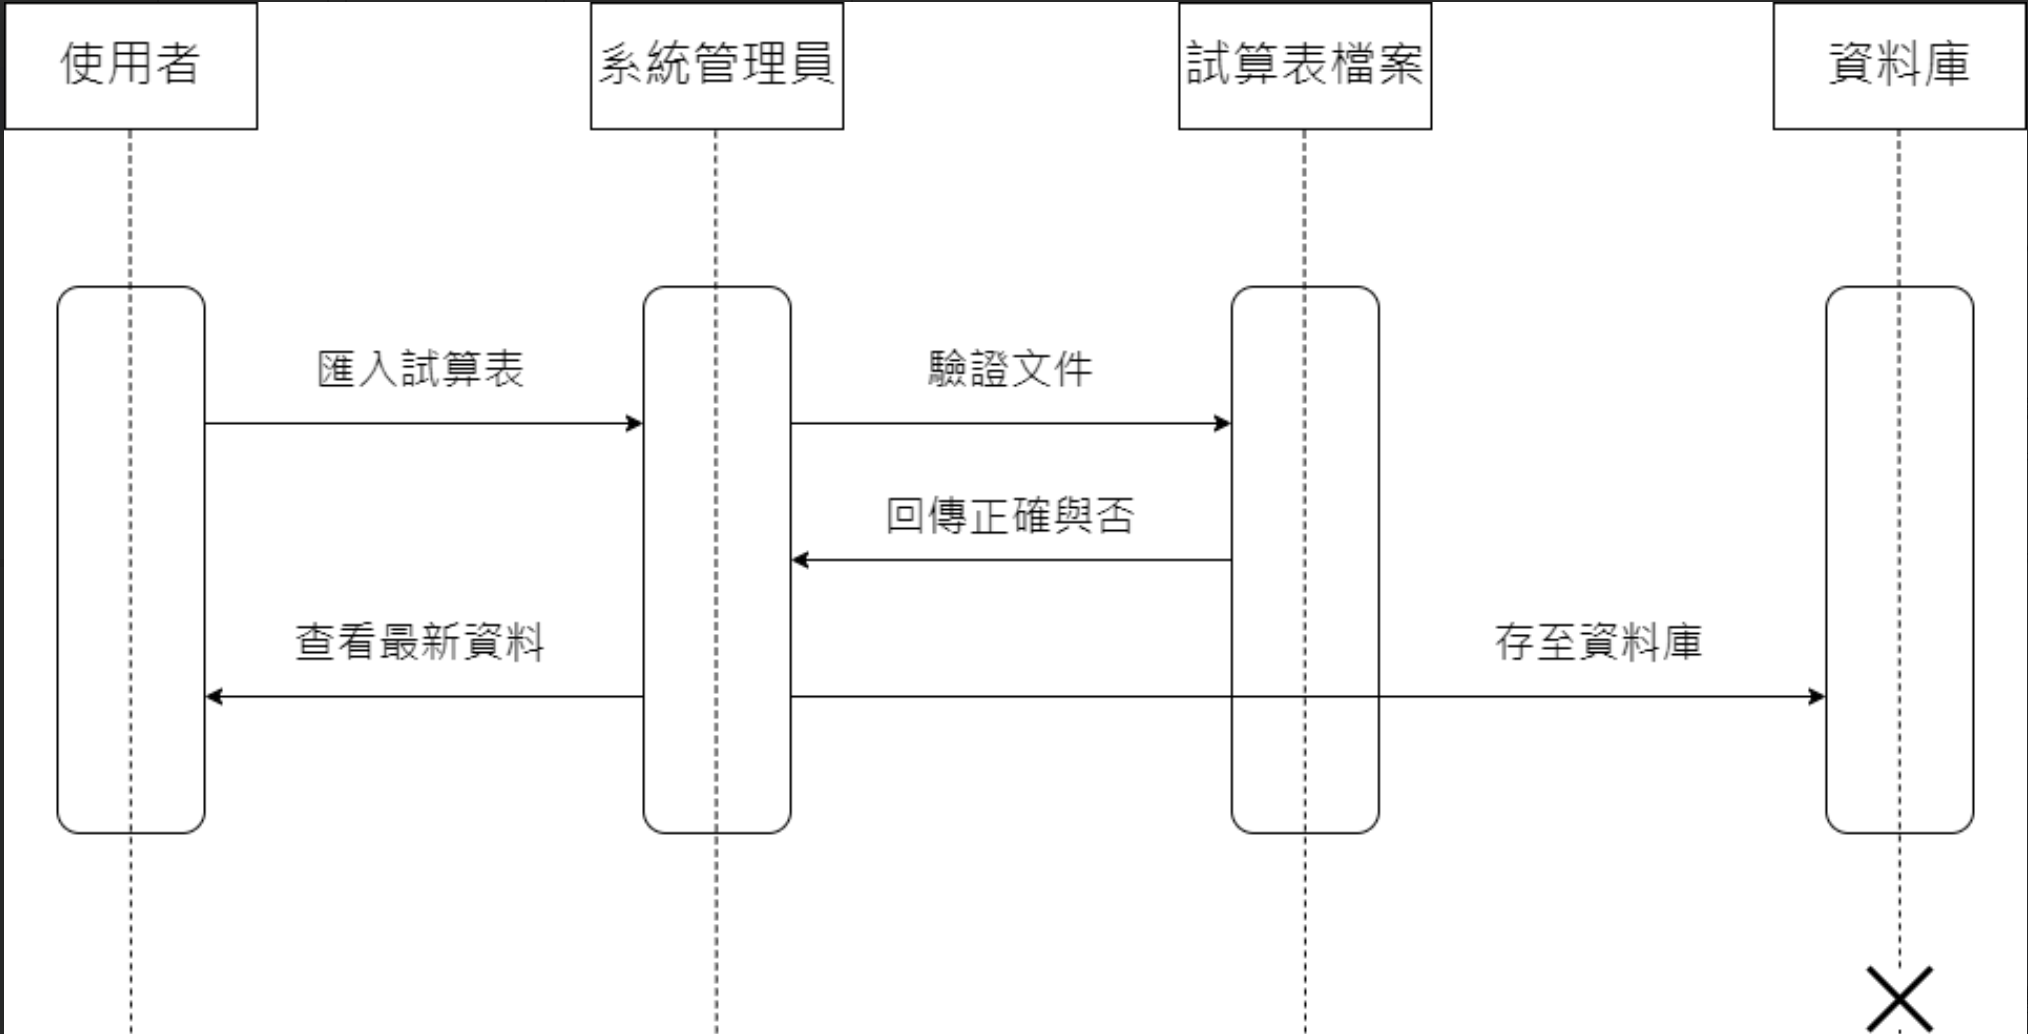 使用者
系統管理員
試算表檔案
資料庫
匯入試算表
驗證文件
回傳正確與否
查看最新資料
存至資料庫